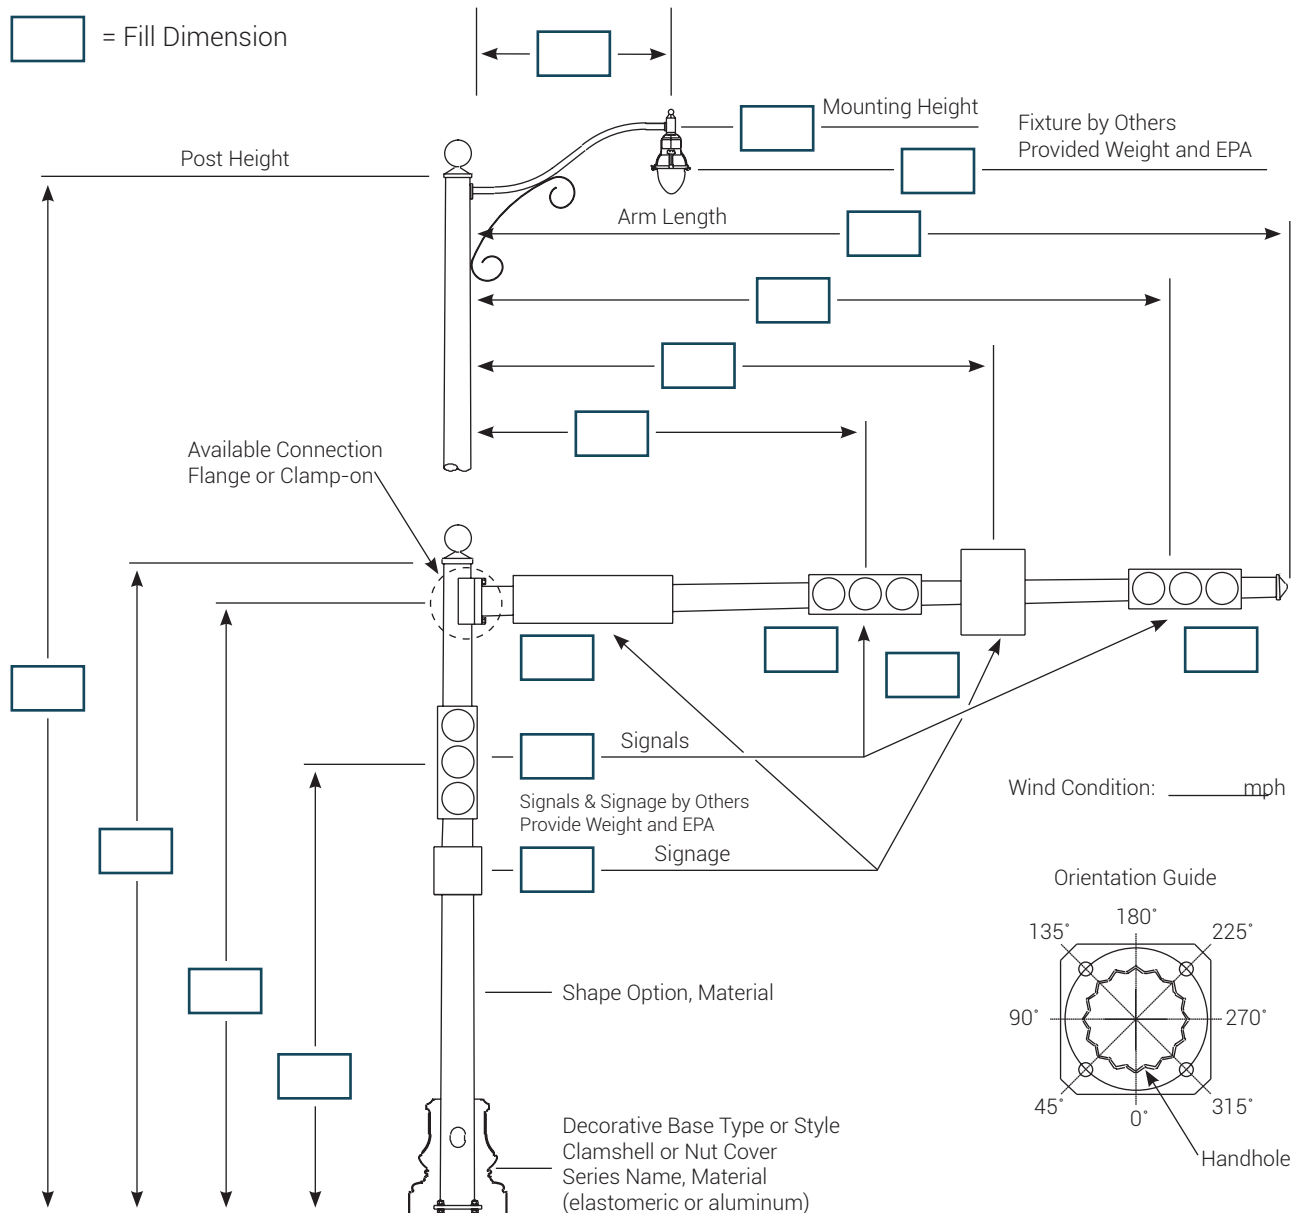 = Fill Dimension
Mounting Height
Fixture by Others
Provided Weight and EPA
Post Height
Arm Length
Available Connection
Flange or Clamp-on
Signals
Signals & Signage by Others
Provide Weight and EPA
Signage
Wind Condition: ________mph
Orientation Guide
180˚
135˚
225˚
90˚
270˚
45˚
0˚
315˚
Handhole
Shape Option, Material
Decorative Base Type or Style
Clamshell or Nut Cover
Series Name, Material
(elastomeric or aluminum)